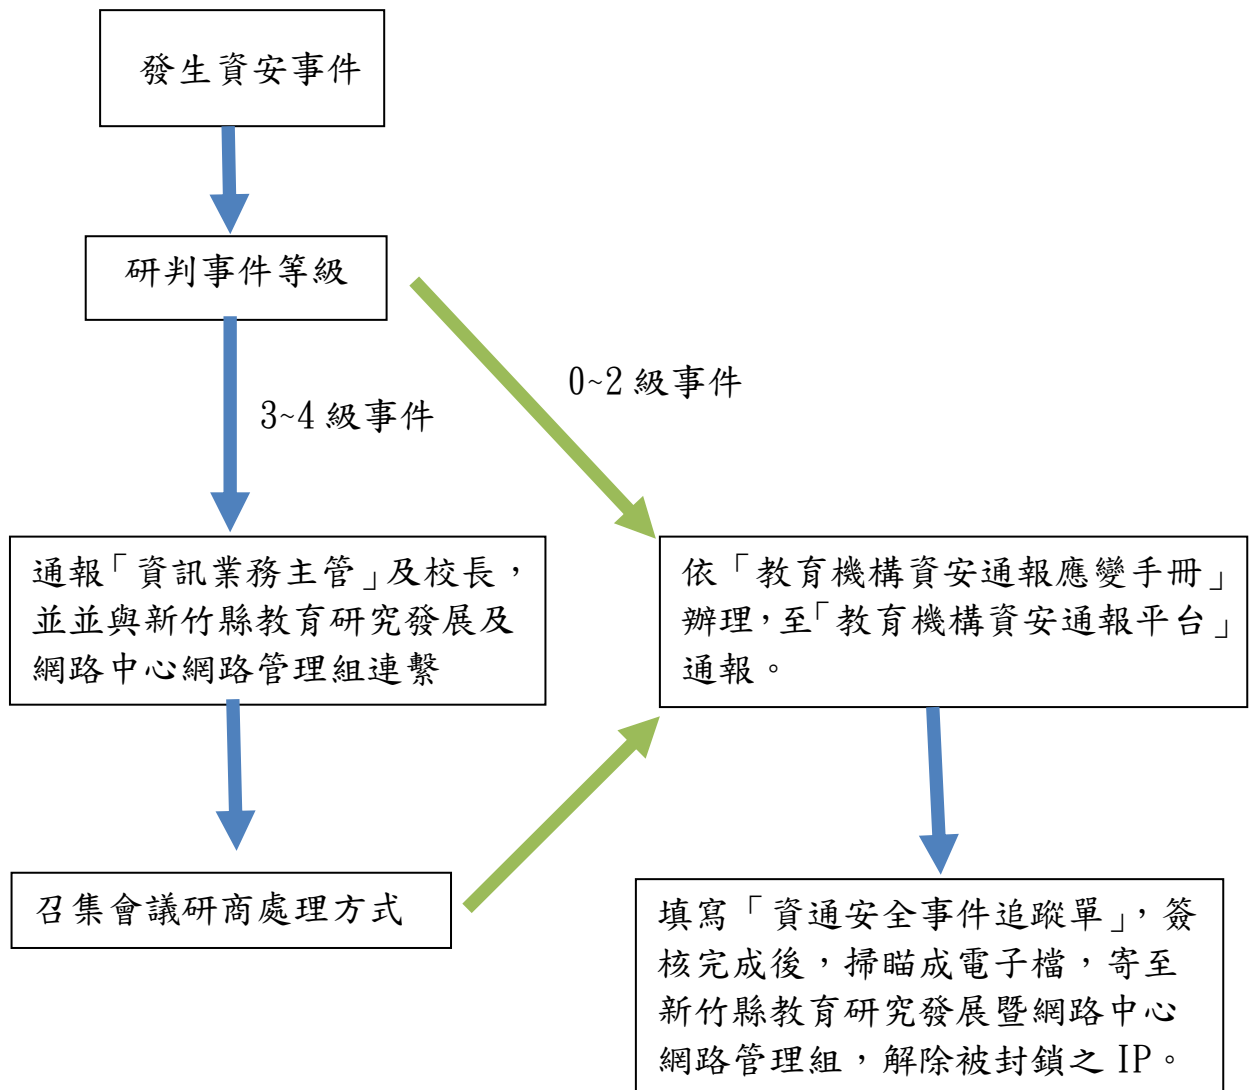 發生資安事件
研判事件等級
0~2 級事件
3~4 級事件
通報「資訊業務主管」及校長，
並並與新竹縣教育研究發展及
網路中心網路管理組連繫
依「教育機構資安通報應變手冊」
辦理，至「教育機構資安通報平台」
通報。
召集會議研商處理方式
填寫「資通安全事件追蹤單」，簽
核完成後，掃瞄成電子檔，寄至
新竹縣教育研究發展暨網路中心
網路管理組，解除被封鎖之 IP。